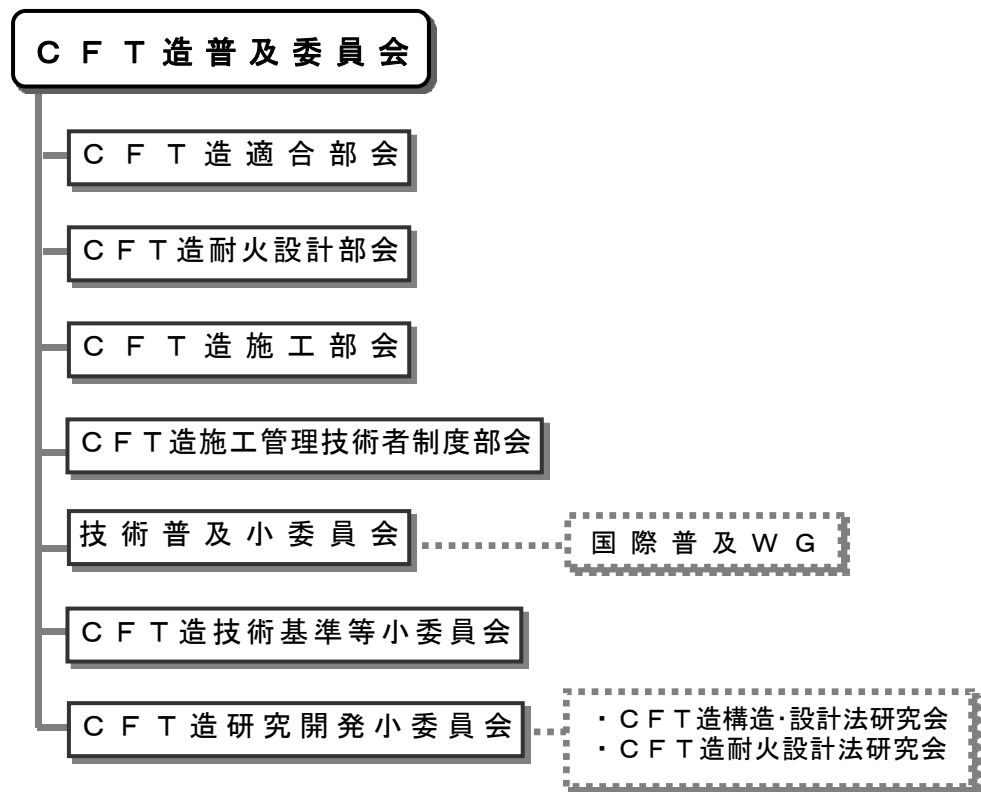 ＣＦＴ造普及委員会
ＣＦＴ造適合部会
ＣＦＴ造耐火設計部会
ＣＦＴ造施工部会
ＣＦＴ造施工管理技術者制度部会
技術普及小委員会
国際普及ＷＧ
ＣＦＴ造技術基準等小委員会
ＣＦＴ造研究開発小委員会
・ＣＦＴ造構造･設計法研究会
・ＣＦＴ造耐火設計法研究会